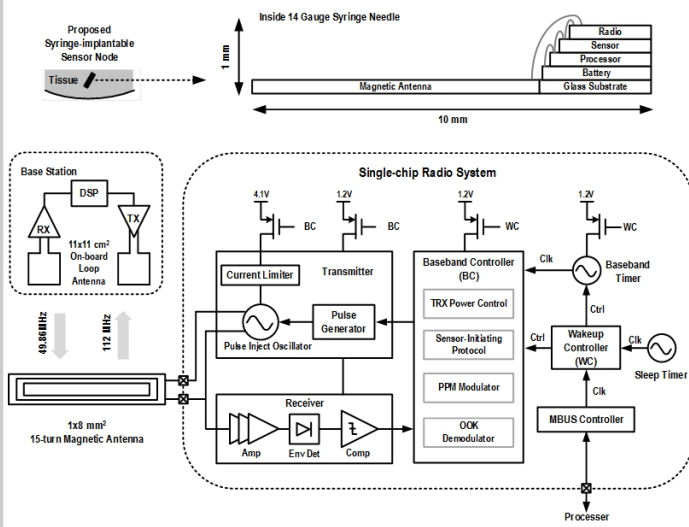 Inside 14 Gauge Syringe Needle
Proposed
Syringe-implantable
Sensor Node
Tissue
1 mm
Radio
Sensor
Processor
Battery
Magnetic Antenna
Glass Substrate
10 mm
Base Station
DSP
RX
TX
11x11 cm²
On-board
Loop
Antenna
49.86MHz
112 MHz
1x8 mm²
15-turn Magnetic Antenna
Single-chip Radio System
4.1V
BC
1.2V
BC
1.2V
WC
1.2V
WC
Current Limiter
Transmitter
Pulse
Generator
Pulse Inject Oscillator
Receiver
Amp
Env Det
Comp
Baseband Controller
(BC)
TRX Power Control
Sensor-Initiating
Protocol
PPM Modulator
OOK
Demodulator
Clk
Baseband
Timer
Ctrl
Ctrl
Wakeup
Controller
(WC)
Clk
Sleep Timer
Clk
MBUS Controller
Processer